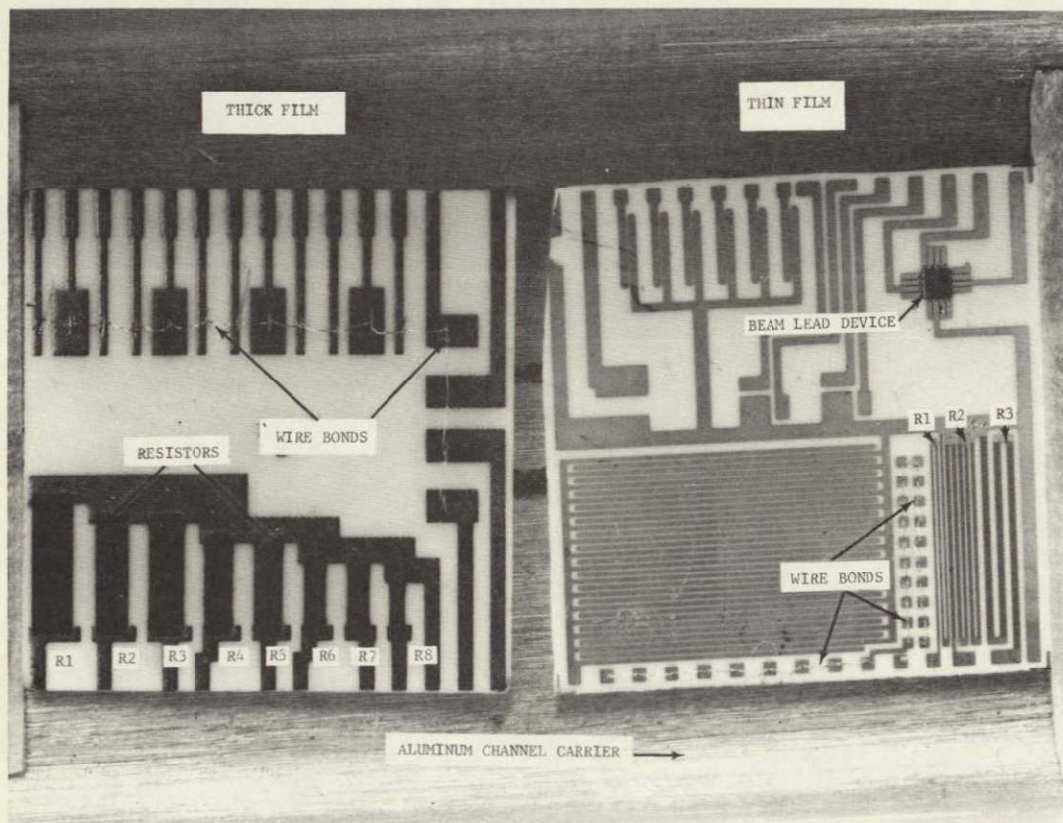 THICK FILM
THIN FILM
BEAM LEAD DEVICE
WIRE BONDS
RESISTORS
R1 R2 R3
WIRE BONDS
R1 R2 R3 R4 R5 R6 R7 R8
ALUMINUM CHANNEL CARRIER